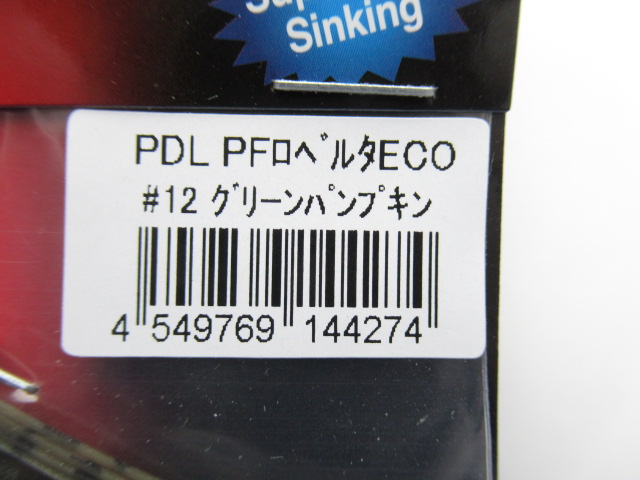 Sinking
PDL PFﾛﾍﾞﾙﾀECO
#12 ｸﾞﾘｰﾝﾊﾟﾝﾌﾟｷﾝ
4 549769 144274